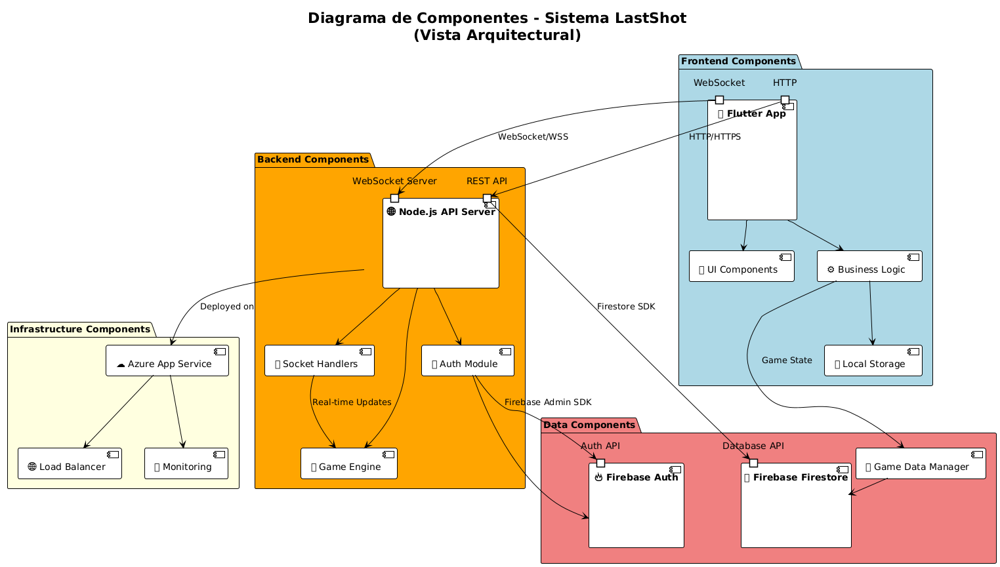 Diagrama de Componentes - Sistema LastShot
(Vista Arquitectural)
Frontend Components
WebSocket
HTTP
Flutter App
WebSocket/WSS
HTTP/HTTPS
Backend Components
WebSocket Server
REST API
Node.js API Server
UI Components
Business Logic
Deployed on
Firestore SDK
Infrastructure Components
Azure App Service
Socket Handlers
Auth Module
Game State
Local Storage
Real-time Updates
Firebase Admin SDK
Data Components
Auth API
Database API
Load Balancer
Monitoring
Game Engine
Game Data Manager
Firebase Auth
Firebase Firestore